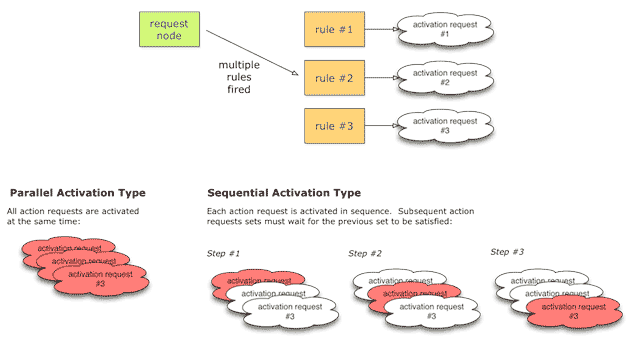 request
node
multiple
rules
fired
rule #1
activation request
#1
rule #2
activation request
#2
rule #3
activation request
#3
Parallel Activation Type
All action requests are activated
at the same time:
activation request
activation request
activation request
#3
Sequential Activation Type
Each action request is activated in sequence. Subsequent action
requests sets must wait for the previous set to be satisfied:
Step #1
activation request
activation request
activation request
#3
Step #2
activation request
activation request
activation request
#3
Step #3
activation request
activation request
activation request
#3